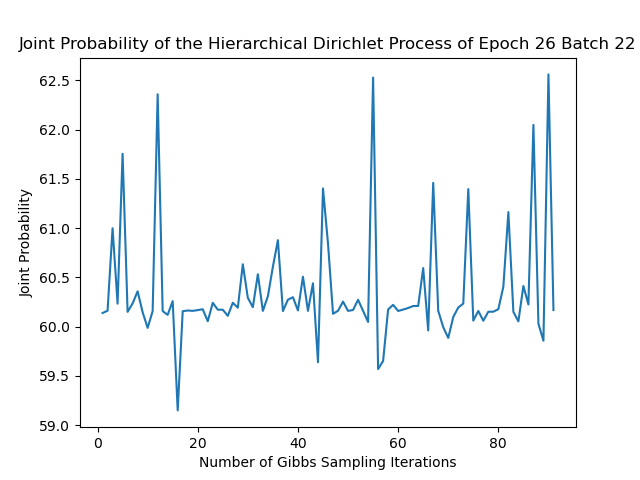 Joint Probability of the Hierarchical Dirichlet Process of Epoch 26 Batch 22
62.5
62.0
61.5
61.0
60.5
60.0
59.5
59.0
Joint Probability
0 20 40 60 80
Number of Gibbs Sampling Iterations